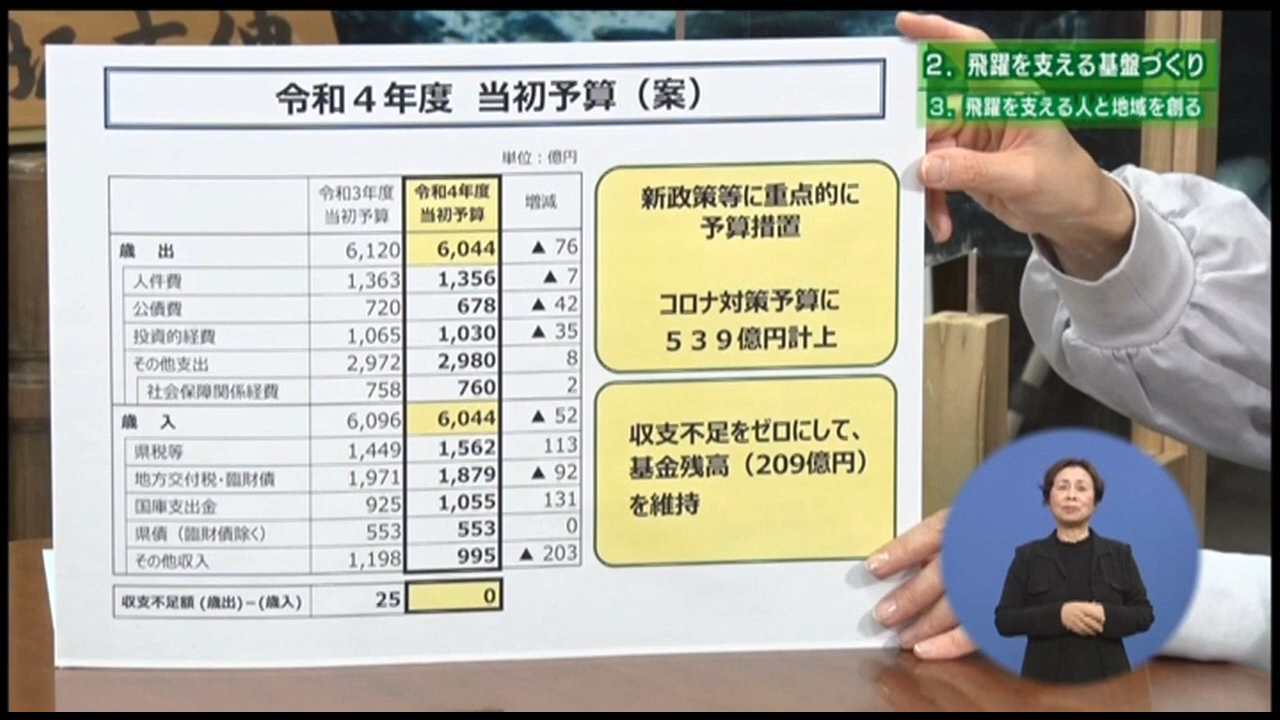 2．飛躍を支える基盤づくり
3．飛躍を支える人と地域を創る
令和４年度 当初予算（案）
単位：億円
令和3年度 当初予算 令和4年度 当初予算 増減
歳 出 6,120 6,044 ▲ 76
人件費 1,363 1,356 ▲ 7
公債費 720 678 ▲ 42
投資的経費 1,065 1,030 ▲ 35
その他支出 2,972 2,980 8
社会保障関係経費 758 760 2
歳 入 6,096 6,044 ▲ 52
県税等 1,449 1,562 113
地方交付税・臨財債 1,971 1,879 ▲ 92
国庫支出金 925 1,055 131
県債（臨財債除く） 553 553 0
その他収入 1,198 995 ▲ 203
収支不足額 (歳出)－(歳入) 25 0
新政策等に重点的に
予算措置
コロナ対策予算に
５３９億円計上
収支不足をゼロにして、
基金残高（209億円）
を維持